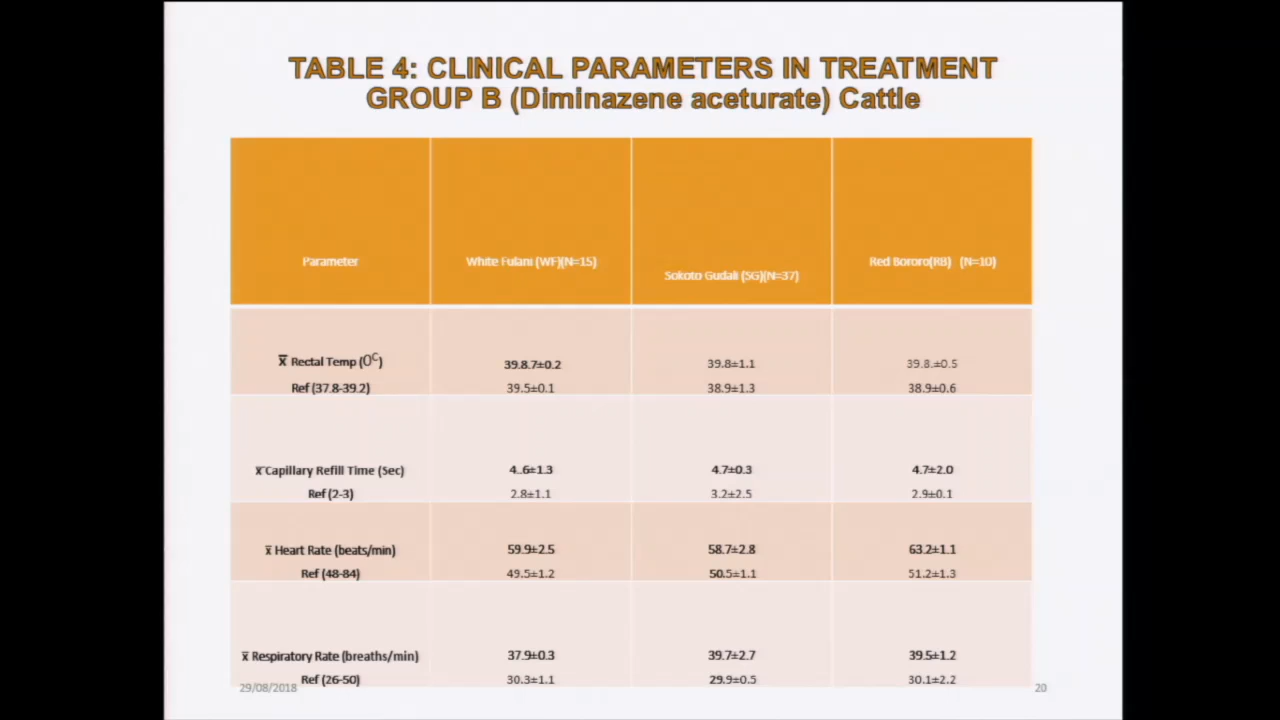 TABLE 4: CLINICAL PARAMETERS IN TREATMENT
GROUP B (Diminazene aceturate) Cattle
Parameter
White Fulani (WF)(N=15)
Sokoto Gudali (SG)(N=37)
Red Bororo(RB) (N=10)
x̅ Rectal Temp (0C)
39.8.7±0.2
39.8±1.1
39.8.±0.5
Ref (37.8-39.2)
39.5±0.1
38.9±1.3
38.9±0.6
x̅ Capillary Refill Time (Sec)
4..6±1.3
4.7±0.3
4.7±2.0
Ref (2-3)
2.8±1.1
3.2±2.5
2.9±0.1
x̅ Heart Rate (beats/min)
59.9±2.5
58.7±2.8
63.2±1.1
Ref (48-84)
49.5±1.2
50.5±1.1
51.2±1.3
x̅ Respiratory Rate (breaths/min)
37.9±0.3
39.7±2.7
39.5±1.2
Ref (26-50)
30.3±1.1
29.9±0.5
30.1±2.2
29/08/2018
20